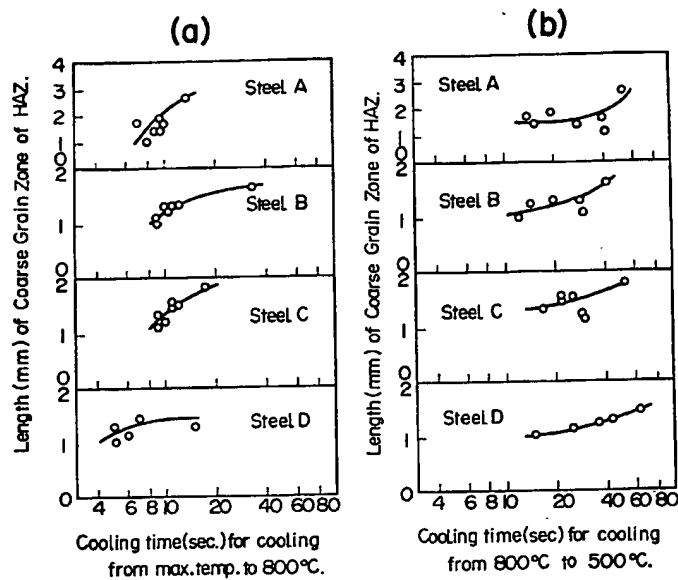 (a)
Length(mm) of Coarse Grain Zone of HAZ.
4
3
2
1
0
Steel A
2
1
0
Steel B
2
1
0
Steel C
2
1
0
Steel D
4 6 8 10 20 40 60 80
Cooling time(sec.) for cooling
from max.temp. to 800°C.
(b)
Length(mm) of Coarse Grain Zone of HAZ.
4
3
2
1
0
Steel A
2
1
0
Steel B
2
1
0
Steel C
2
1
0
Steel D
6 8 10 20 40 60 80
Cooling time(sec) for cooling
from 800°C to 500°C.